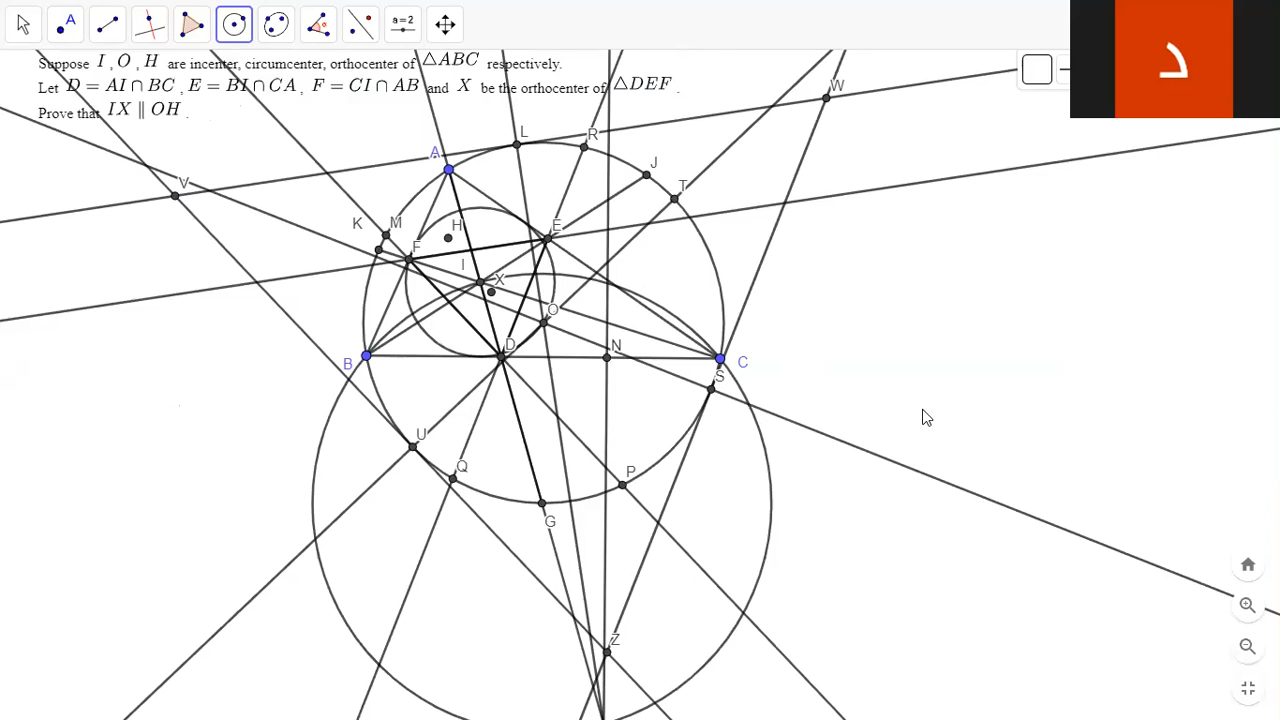 a=2
Suppose I , O , H are incenter, circumcenter, orthocenter of △ABC respectively.
Let D = AI ∩ BC , E = BI ∩ CA , F = CI ∩ AB and X be the orthocenter of △DEF .
Prove that IX ∥ OH .
A
L
R
J
T
W
V
K
M
F
H
E
I
X
O
B
D
N
C
S
U
Q
P
G
Z
A
د